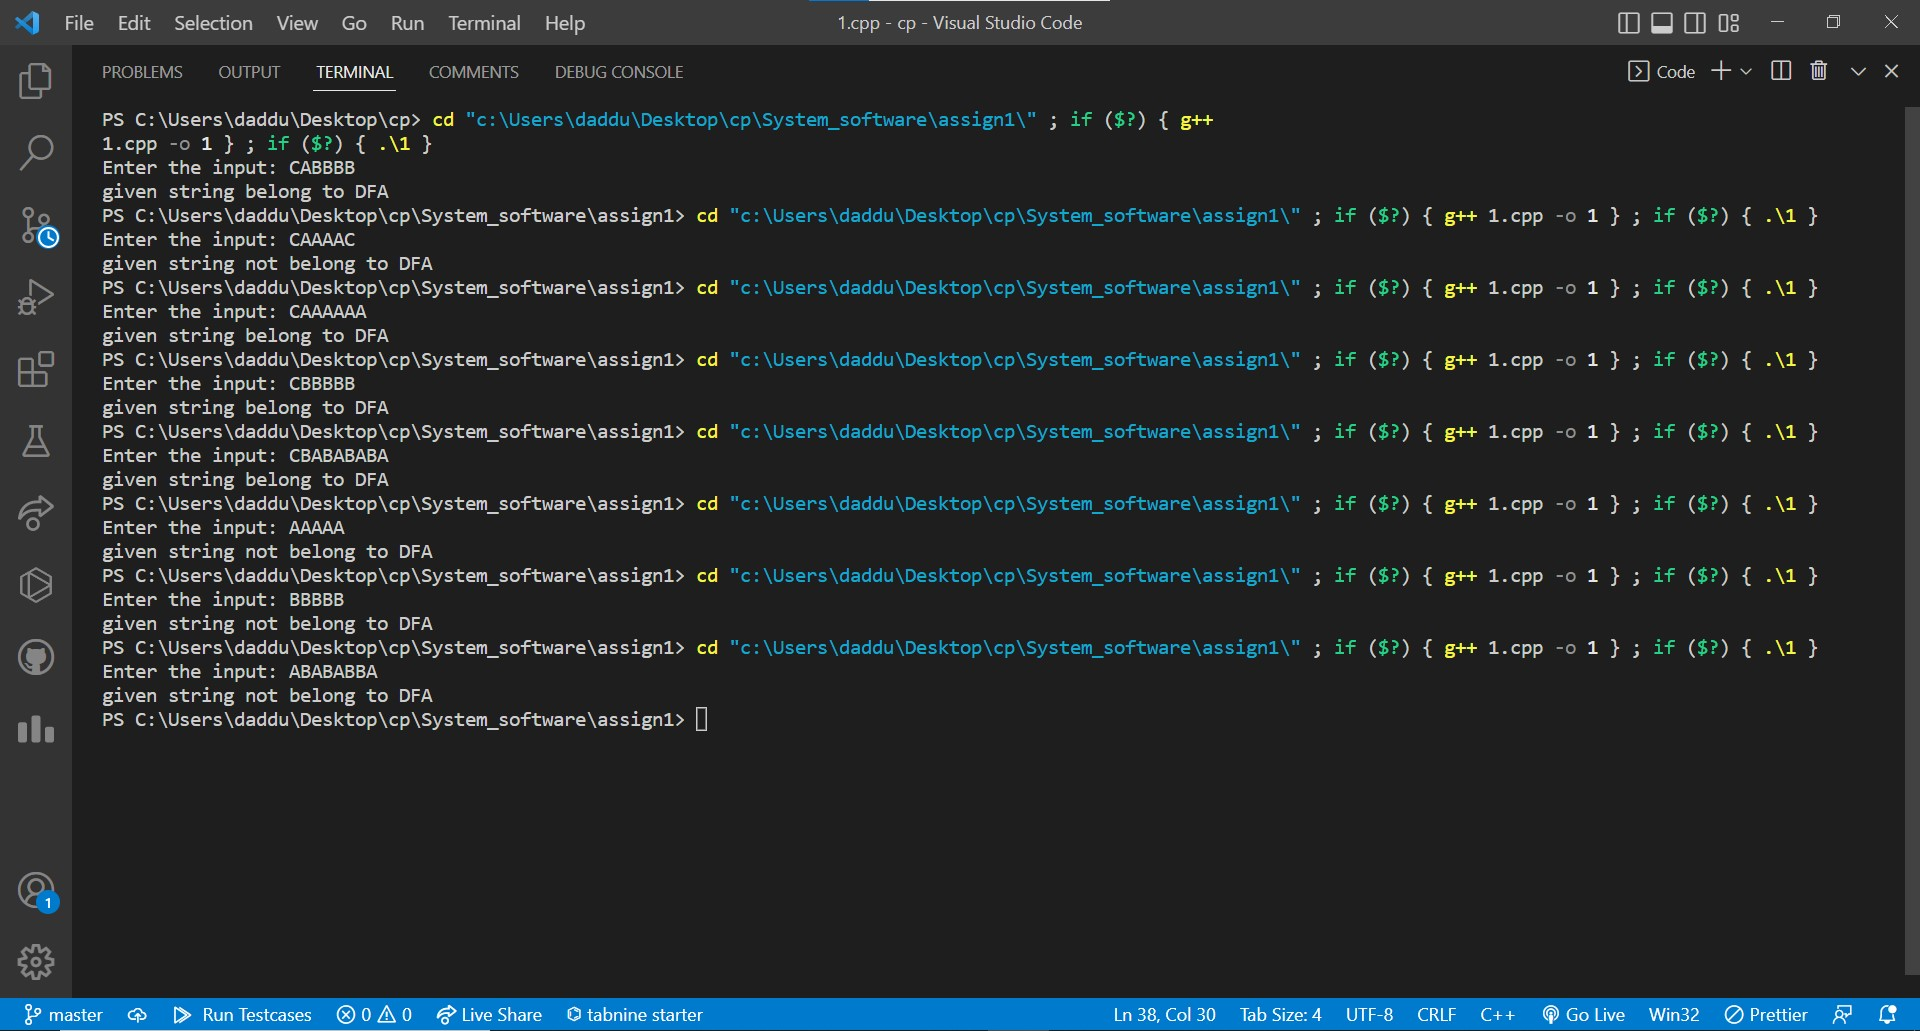 File Edit Selection View Go Run Terminal Help 1.cpp - cp - Visual Studio Code
PROBLEMS OUTPUT TERMINAL COMMENTS DEBUG CONSOLE Code
PS C:\Users\daddu\Desktop\cp> cd "c:\Users\daddu\Desktop\cp\System_software\assign1\" ; if ($?) { g++
1.cpp -o 1 } ; if ($?) { .\1 }
Enter the input: CABBBB
given string belong to DFA
PS C:\Users\daddu\Desktop\cp\System_software\assign1> cd "c:\Users\daddu\Desktop\cp\System_software\assign1\" ; if ($?) { g++ 1.cpp -o 1 } ; if ($?) { .\1 }
Enter the input: CAAAAC
given string not belong to DFA
PS C:\Users\daddu\Desktop\cp\System_software\assign1> cd "c:\Users\daddu\Desktop\cp\System_software\assign1\" ; if ($?) { g++ 1.cpp -o 1 } ; if ($?) { .\1 }
Enter the input: CAAAAAA
given string belong to DFA
PS C:\Users\daddu\Desktop\cp\System_software\assign1> cd "c:\Users\daddu\Desktop\cp\System_software\assign1\" ; if ($?) { g++ 1.cpp -o 1 } ; if ($?) { .\1 }
Enter the input: CBBBBB
given string belong to DFA
PS C:\Users\daddu\Desktop\cp\System_software\assign1> cd "c:\Users\daddu\Desktop\cp\System_software\assign1\" ; if ($?) { g++ 1.cpp -o 1 } ; if ($?) { .\1 }
Enter the input: CBABABABA
given string belong to DFA
PS C:\Users\daddu\Desktop\cp\System_software\assign1> cd "c:\Users\daddu\Desktop\cp\System_software\assign1\" ; if ($?) { g++ 1.cpp -o 1 } ; if ($?) { .\1 }
Enter the input: AAAAA
given string not belong to DFA
PS C:\Users\daddu\Desktop\cp\System_software\assign1> cd "c:\Users\daddu\Desktop\cp\System_software\assign1\" ; if ($?) { g++ 1.cpp -o 1 } ; if ($?) { .\1 }
Enter the input: BBBBB
given string not belong to DFA
PS C:\Users\daddu\Desktop\cp\System_software\assign1> cd "c:\Users\daddu\Desktop\cp\System_software\assign1\" ; if ($?) { g++ 1.cpp -o 1 } ; if ($?) { .\1 }
Enter the input: ABABABBA
given string not belong to DFA
PS C:\Users\daddu\Desktop\cp\System_software\assign1>
1
master Run Testcases 0 0 Live Share tabnine starter Ln 38, Col 30 Tab Size: 4 UTF-8 CRLF C++ Go Live Win32 Prettier